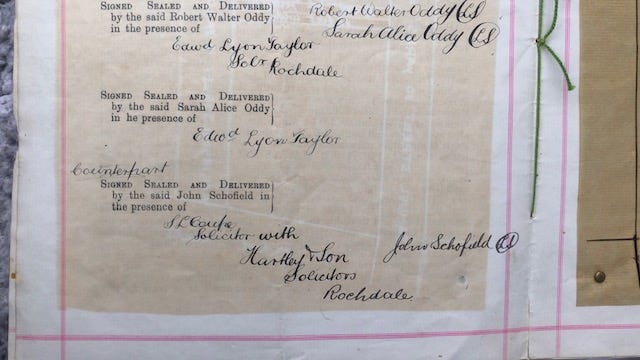 SIGNED SEALED AND DELIVERED
by the said Robert Walter Oddy
in the presence of
Robert Walter Oddy LS
Sarah Alice Oddy LS
Edwd Lyon Taylor
Solr
Rochdale
SIGNED SEALED AND DELIVERED
by the said Sarah Alice Oddy
in he presence of
Edwd Lyon Taylor
Counterpart
SIGNED SEALED AND DELIVERED
by the said John Schofield in
the presence of
Solicitor with
Hartley & Son
Solicitors
Rochdale
John Schofield LS